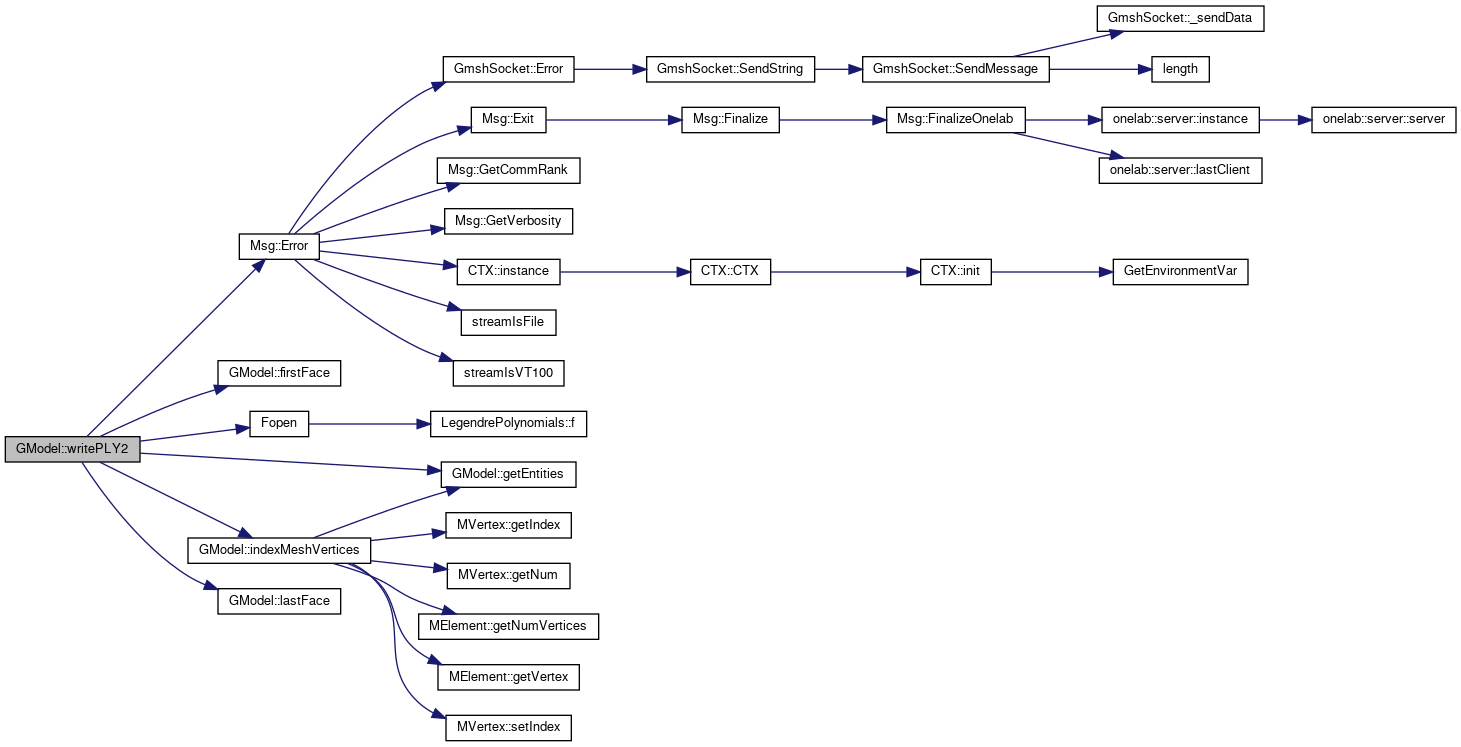 GmshSocket::_sendData
GmshSocket::Error
GmshSocket::SendString
GmshSocket::SendMessage
length
Msg::Exit
Msg::Finalize
Msg::FinalizeOnelab
onelab::server::instance
onelab::server::server
Msg::GetCommRank
onelab::server::lastClient
Msg::GetVerbosity
Msg::Error
CTX::instance
CTX::CTX
CTX::init
GetEnvironmentVar
streamIsFile
GModel::firstFace
streamIsVT100
Fopen
LegendrePolynomials::f
GModel::writePLY2
GModel::getEntities
MVertex::getIndex
GModel::indexMeshVertices
MVertex::getNum
GModel::lastFace
MElement::getNumVertices
MElement::getVertex
MVertex::setIndex